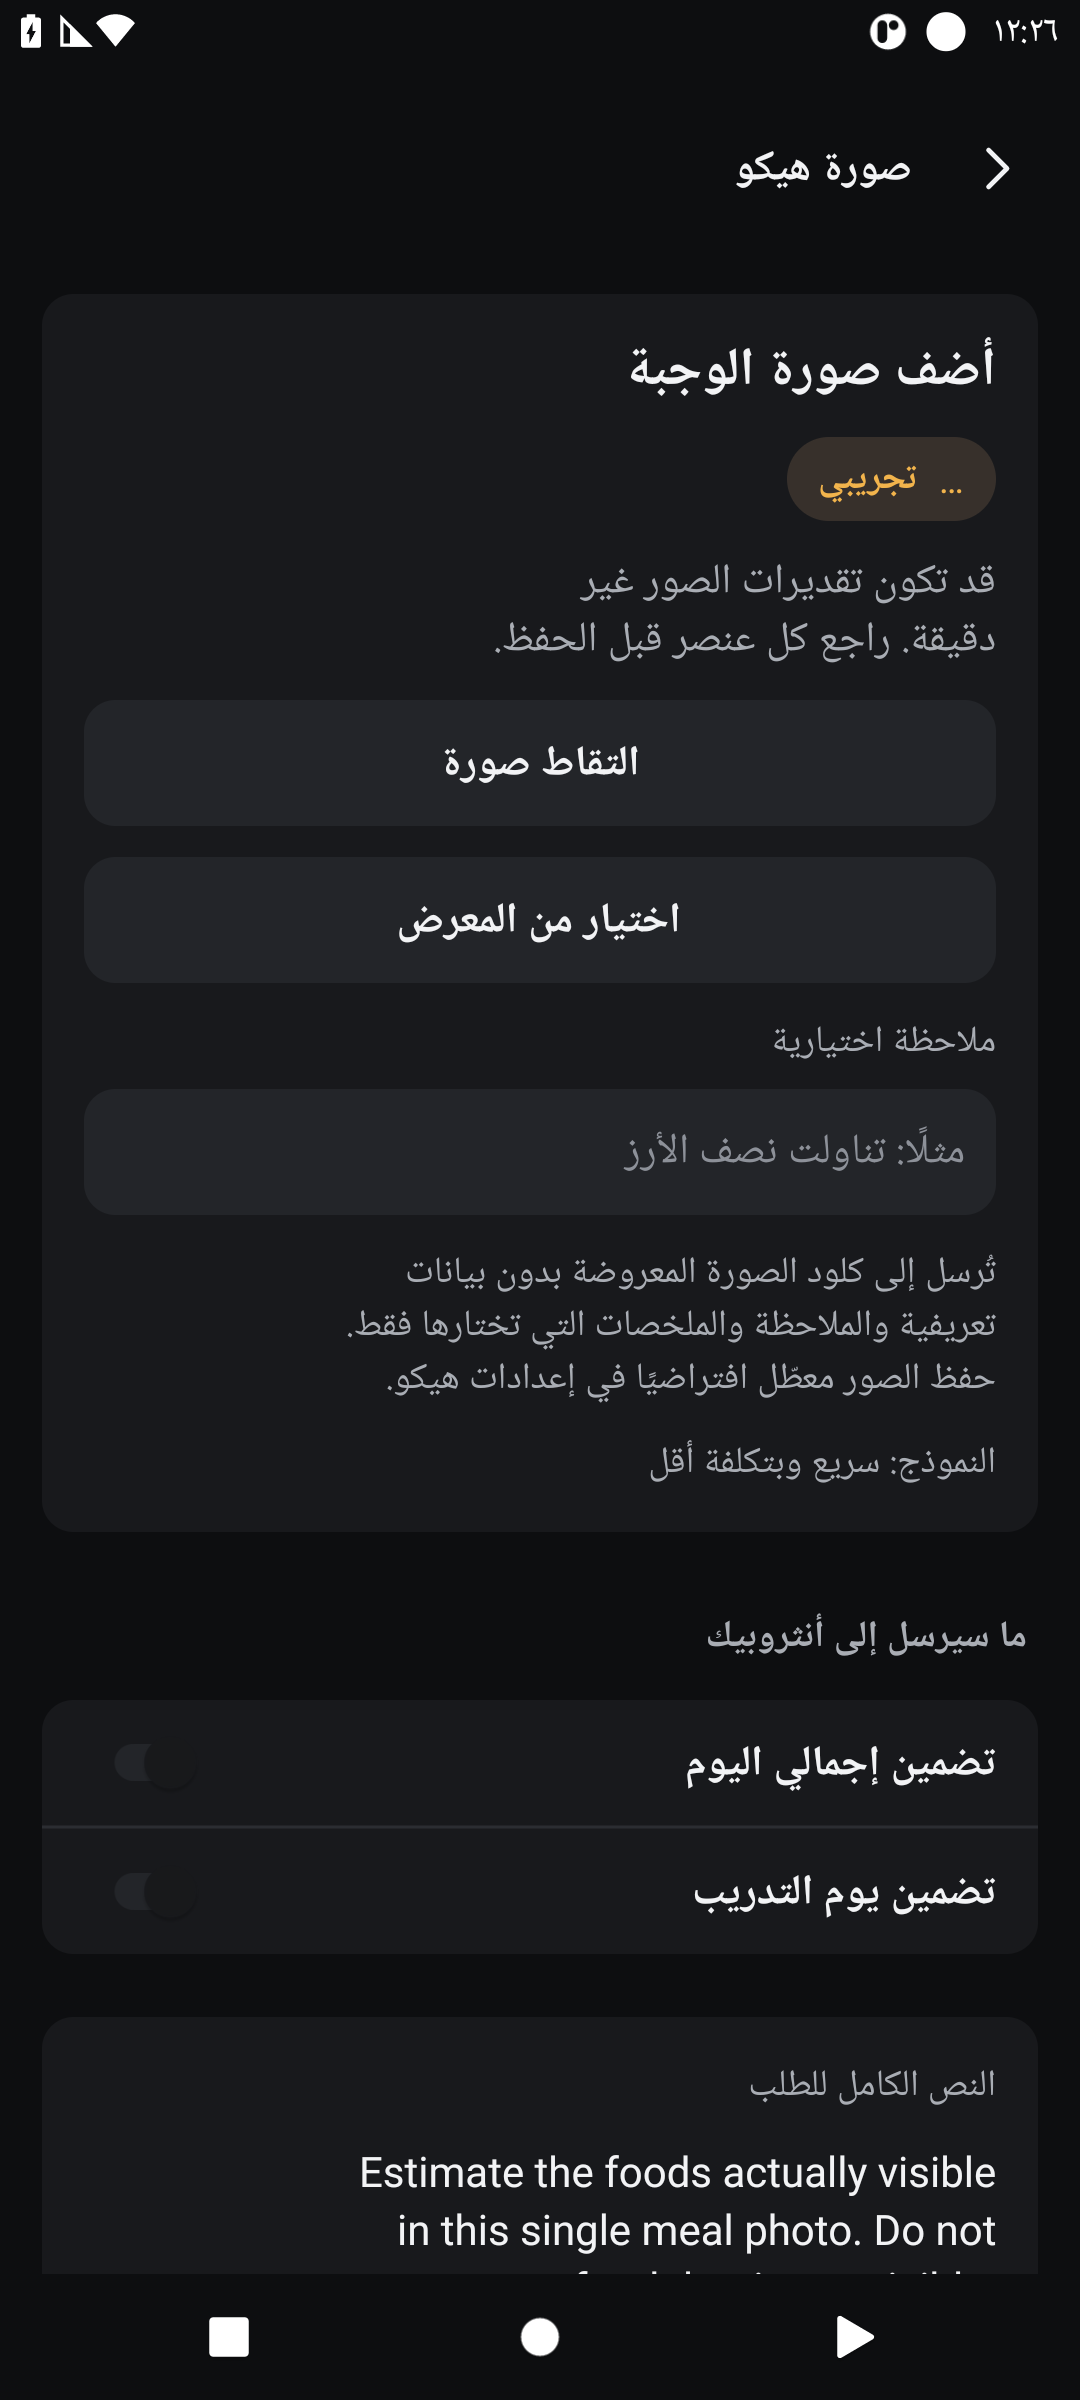 ١٢:٢٦
صورة هيكو
أضف صورة الوجبة
... تجريبي
قد تكون تقديرات الصور غير
دقيقة. راجع كل عنصر قبل الحفظ.
التقاط صورة
اختيار من المعرض
ملاحظة اختيارية
مثلًا: تناولت نصف الأرز
تُرسل إلى كلود الصورة المعروضة بدون بيانات
تعريفية والملاحظة والملخصات التي تختارها فقط.
حفظ الصور معطّل افتراضيًا في إعدادات هيكو.
النموذج: سريع وبتكلفة أقل
ما سيرسل إلى أنثروبيك
تضمين إجمالي اليوم
تضمين يوم التدريب
النص الكامل للطلب
Estimate the foods actually visible
in this single meal photo. Do not